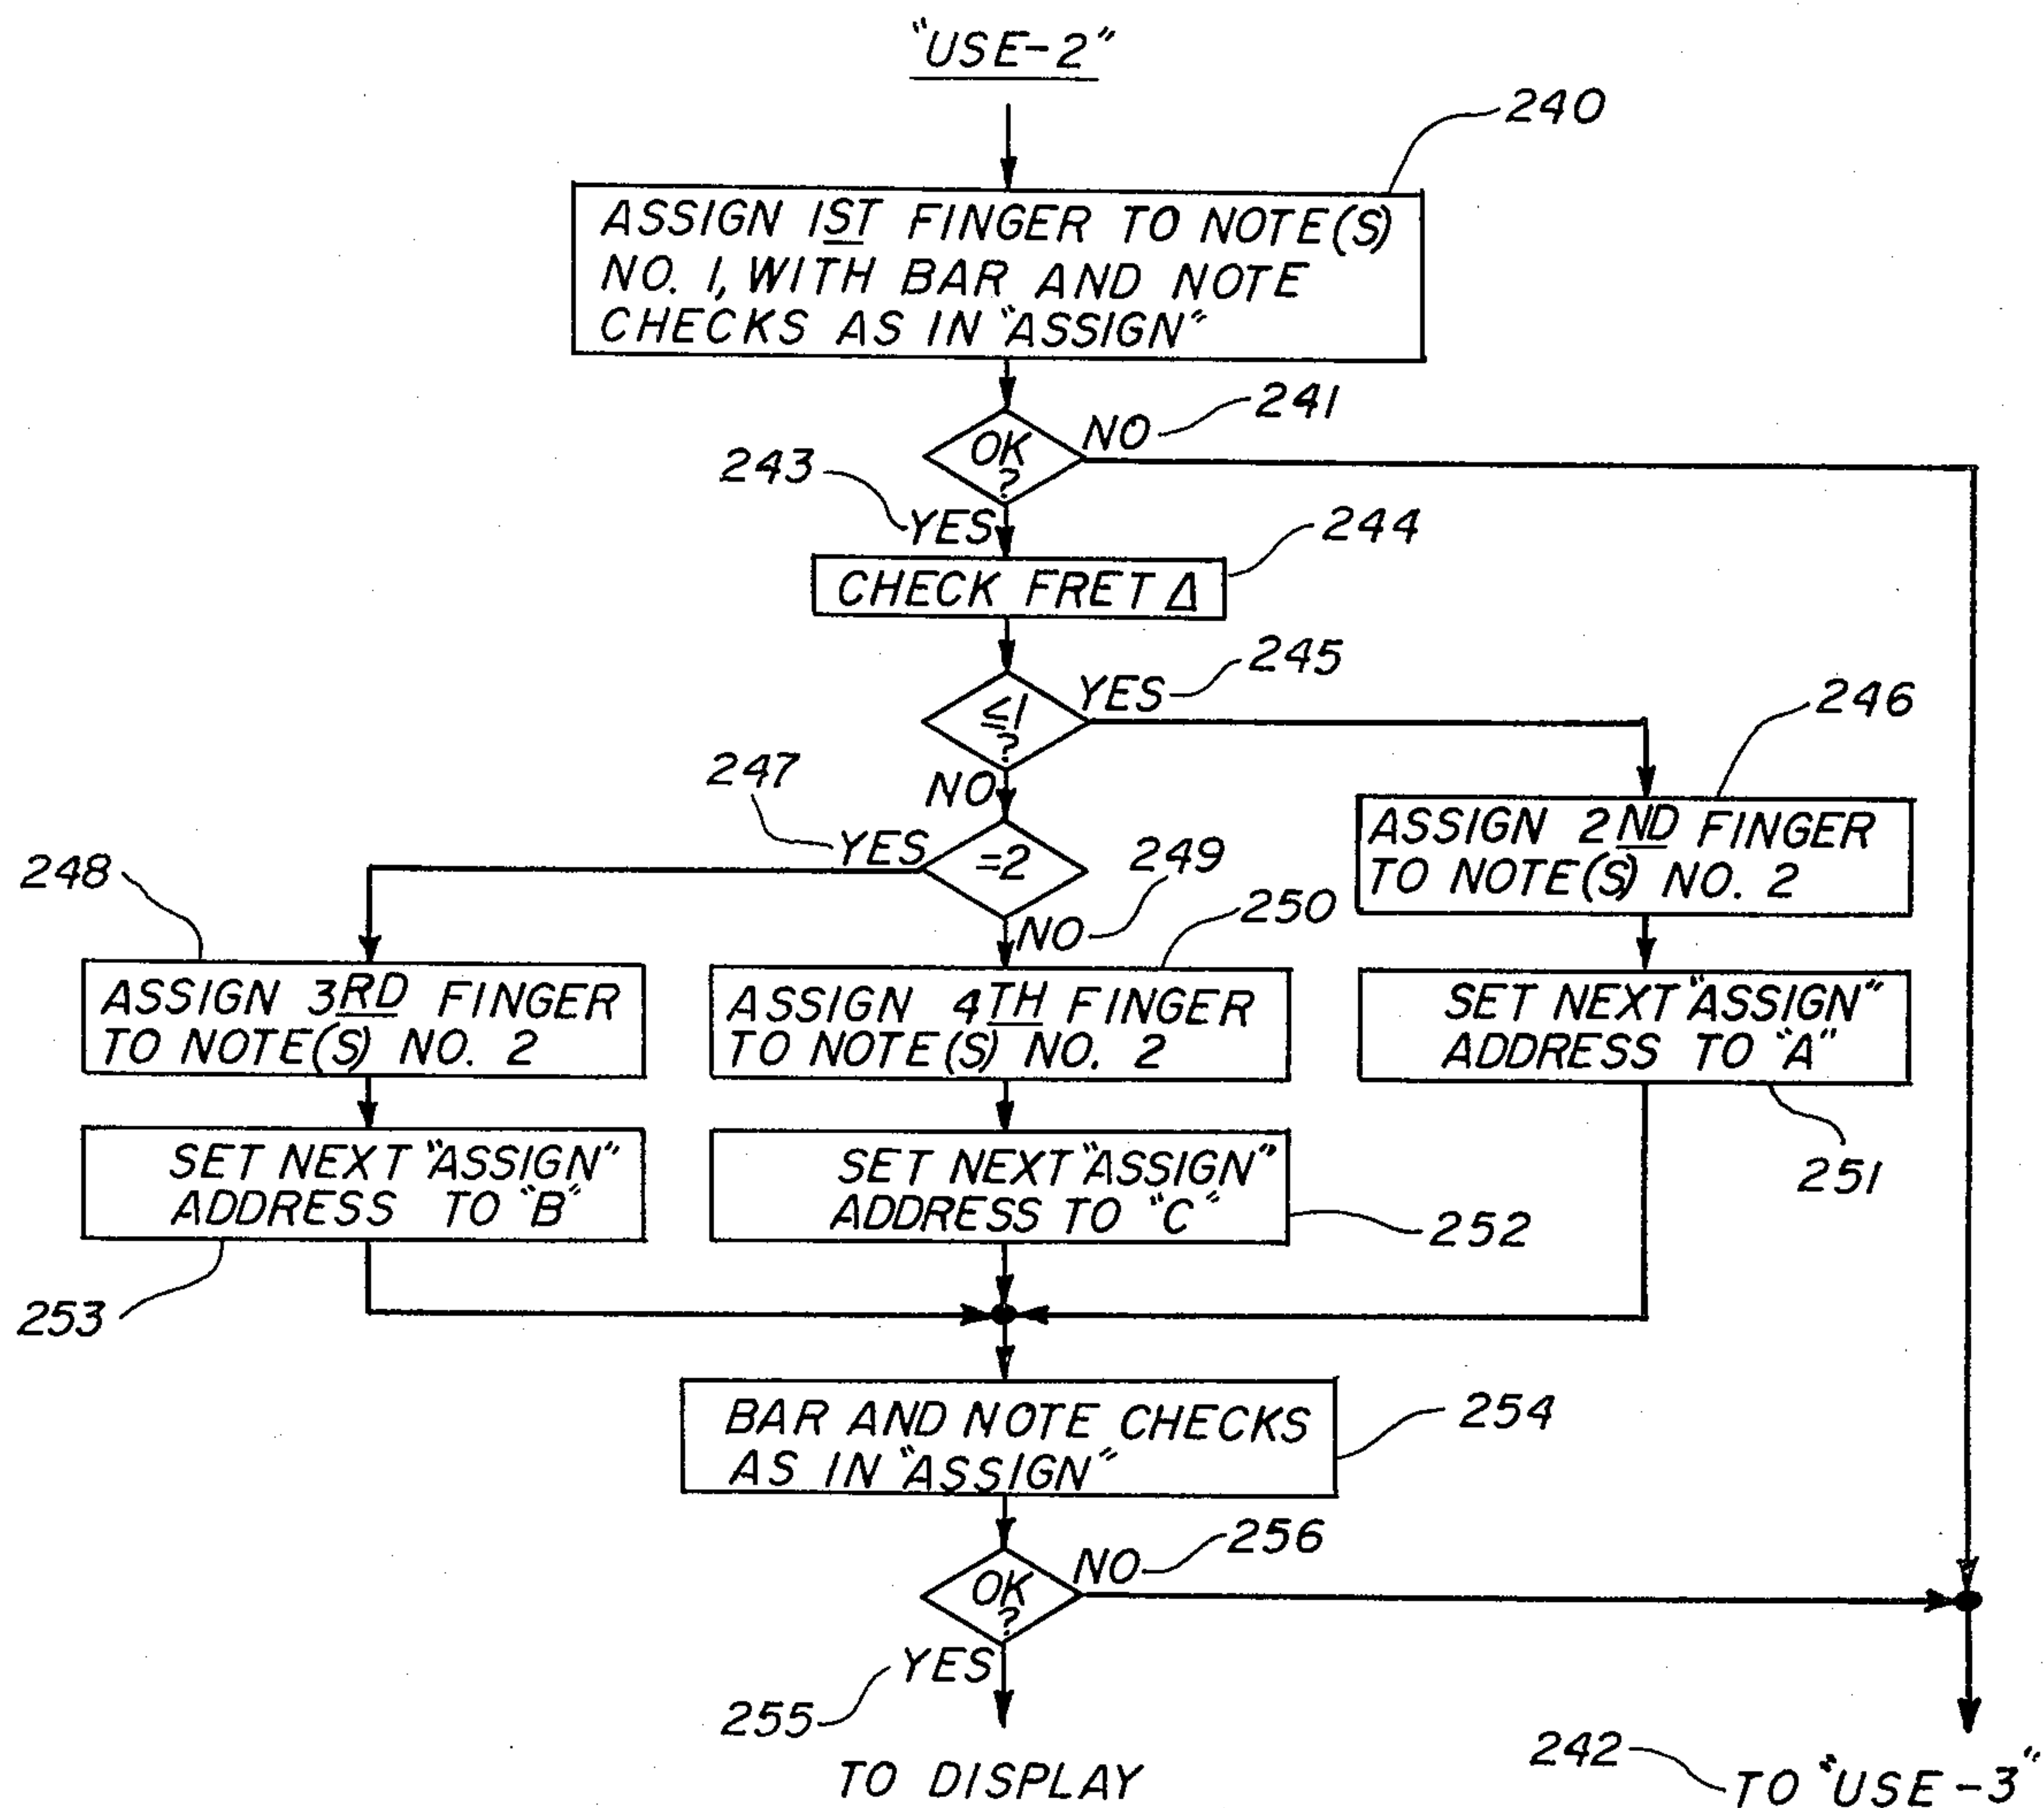 "USE-2"
240
ASSIGN 1ST FINGER TO NOTE(S)
NO. 1, WITH BAR AND NOTE
CHECKS AS IN "ASSIGN"
241
NO
OK
?
243
YES
244
CHECK FRET Δ
245
YES
≤1
?
246
NO
247
YES
=2
249
NO
ASSIGN 2ND FINGER
TO NOTE(S) NO. 2
248
250
ASSIGN 3RD FINGER
TO NOTE(S) NO. 2
ASSIGN 4TH FINGER
TO NOTE(S) NO. 2
SET NEXT "ASSIGN"
ADDRESS TO "A"
251
SET NEXT "ASSIGN"
ADDRESS TO "B"
SET NEXT "ASSIGN"
ADDRESS TO "C"
252
253
BAR AND NOTE CHECKS
AS IN "ASSIGN"
254
256
NO
OK
?
YES
255
TO DISPLAY
242
TO "USE-3"